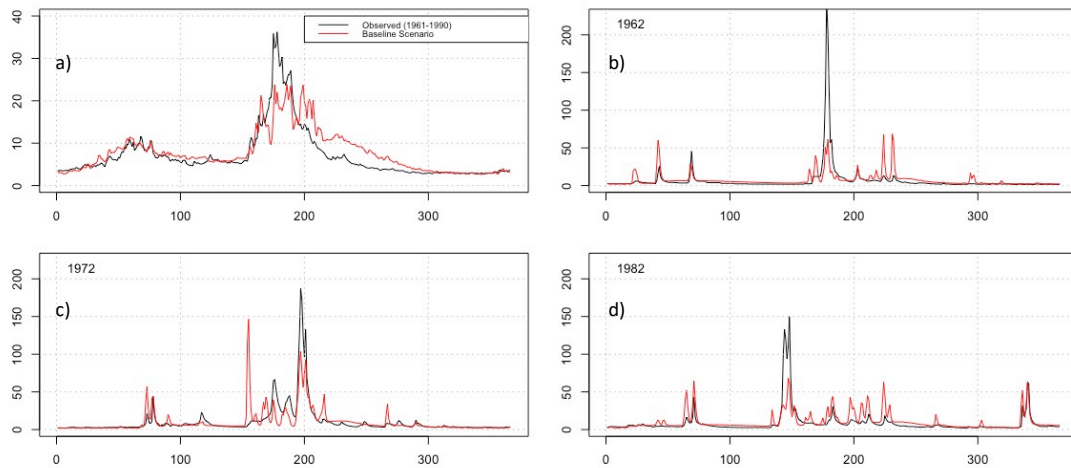 a)
Observed (1961-1990)
Baseline Scenario
0 10 20 30 40
0 100 200 300
b)
1962
0 50 100 150 200
0 100 200 300
c)
1972
0 50 100 150 200
0 100 200 300
d)
1982
0 50 100 150 200
0 100 200 300